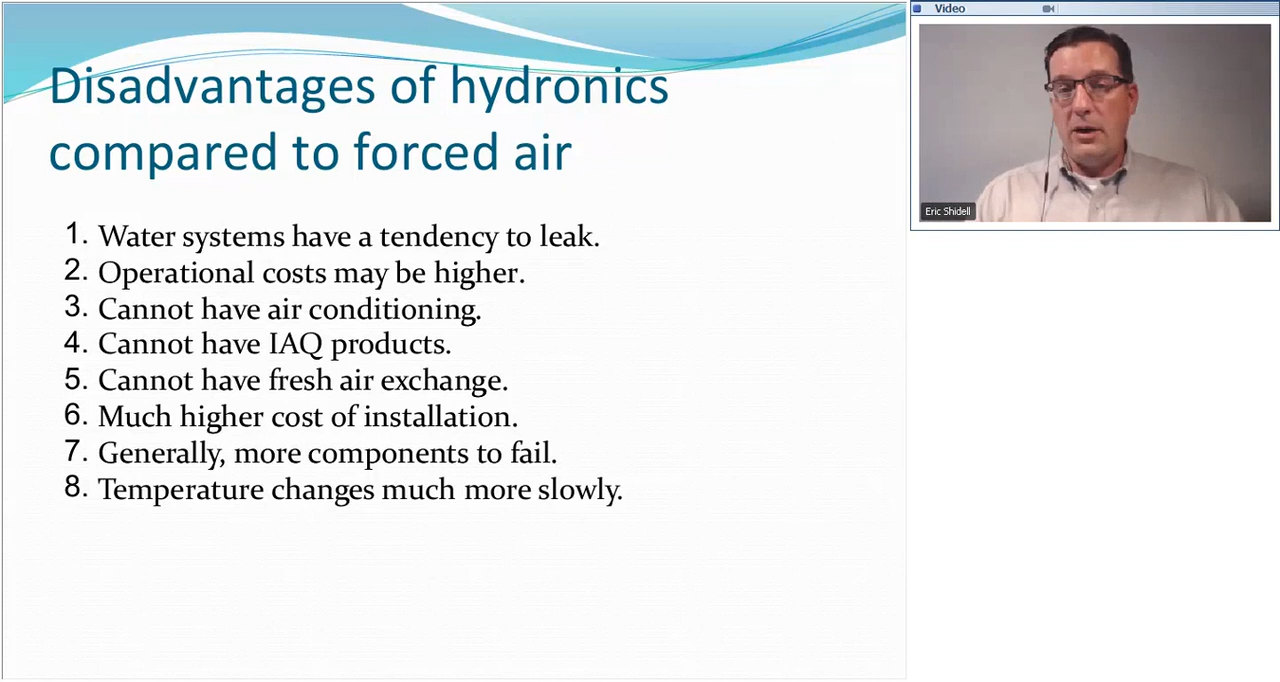 Disadvantages of hydronics
compared to forced air
1. Water systems have a tendency to leak.
2. Operational costs may be higher.
3. Cannot have air conditioning.
4. Cannot have IAQ products.
5. Cannot have fresh air exchange.
6. Much higher cost of installation.
7. Generally, more components to fail.
8. Temperature changes much more slowly.
Video
Eric Shidell